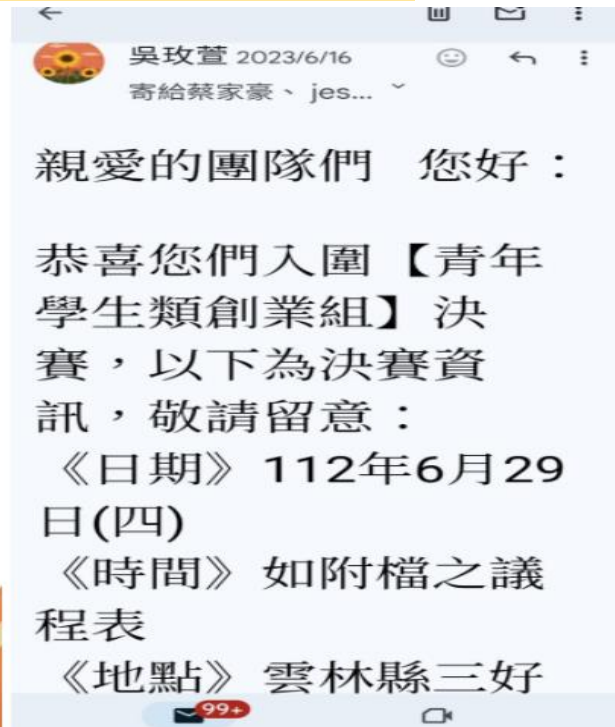 吳玫萱 2023/6/16
寄給蔡家豪、 jes...
親愛的團隊們 您好：
恭喜您們入圍【青年
學生類創業組】決
賽，以下為決賽資
訊，敬請留意：
《日期》112年6月29
日(四)
《時間》如附檔之議
程表
《地點》雲林縣三好
99+